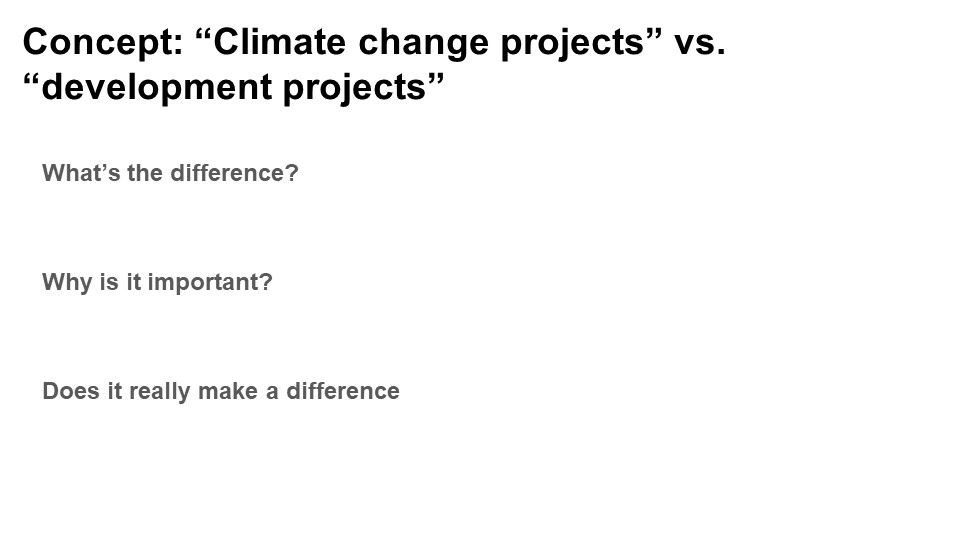 Concept: “Climate change projects” vs.
“development projects”
What’s the difference?
Why is it important?
Does it really make a difference